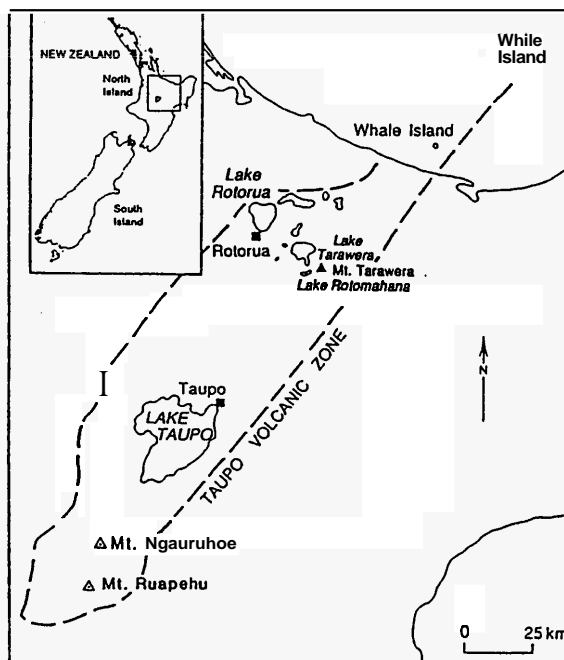 NEW ZEALAND
North
Island
South
Island
While
Island
Whale Island
Lake
Rotorua
Rotorua
Lake
Tarawera
Mt. Tarawera
Lake Rotomahana
I
Taupo
LAKE
TAUPO
TAUPO VOLCANIC ZONE
N
Mt. Ngauruhoe
Mt. Ruapehu
0 25 km